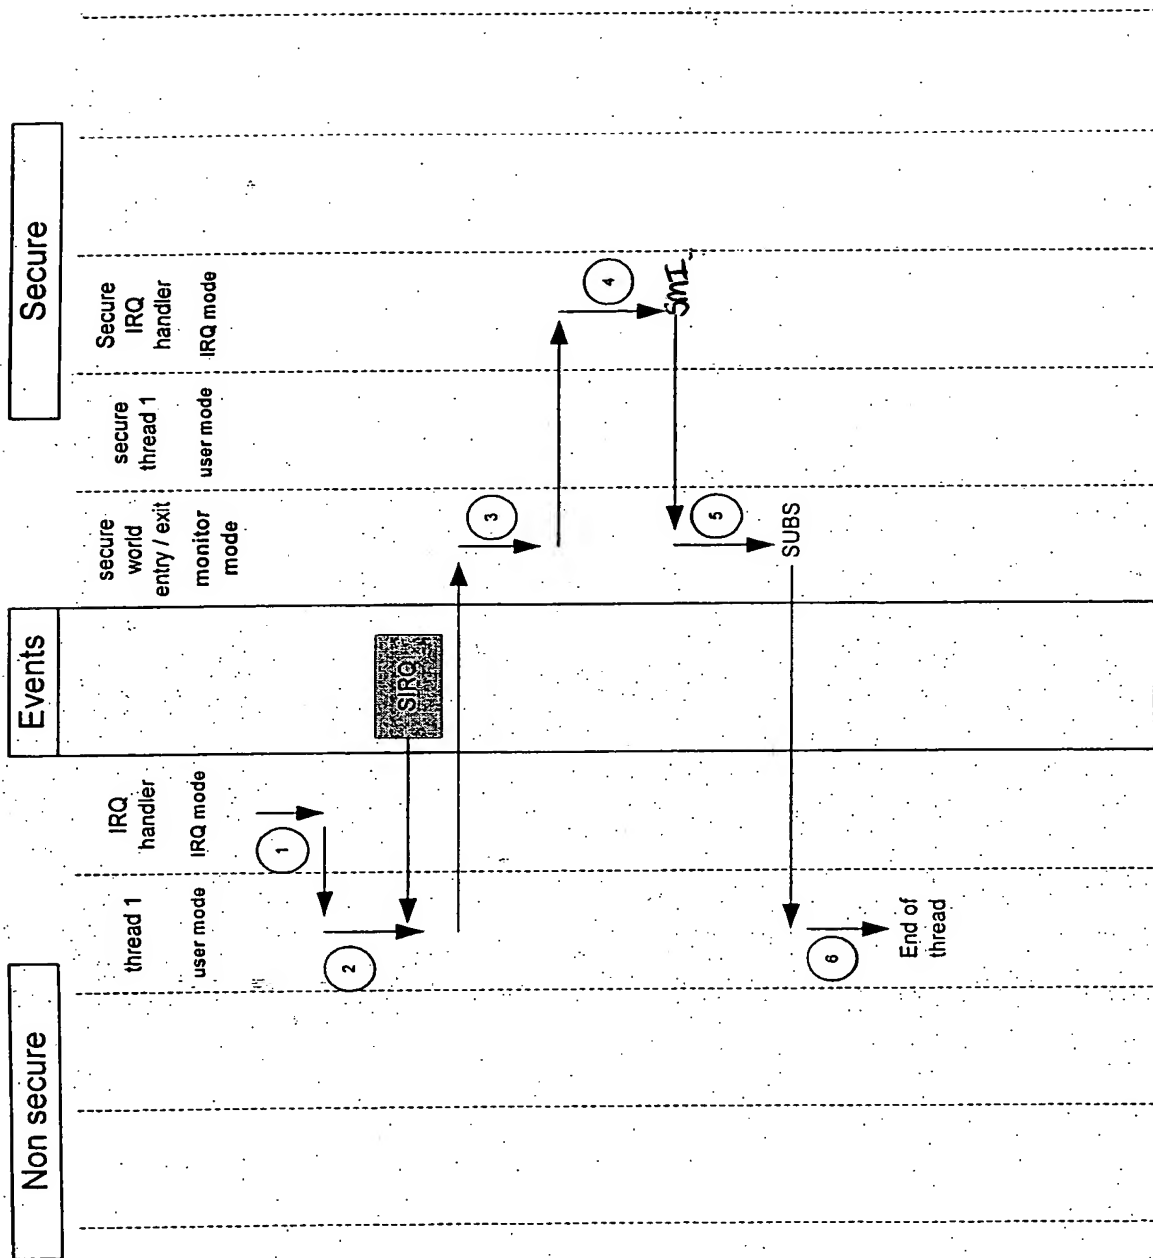 Non secure
Events
Secure
thread 1
user mode
IRQ
handler
IRQ mode
secure
world
entry / exit
monitor
mode
secure
thread 1
user mode
Secure
IRQ
handler
IRQ mode
1
2
SIRQ
3
4
SMI
5
SUBS
6
End of
thread